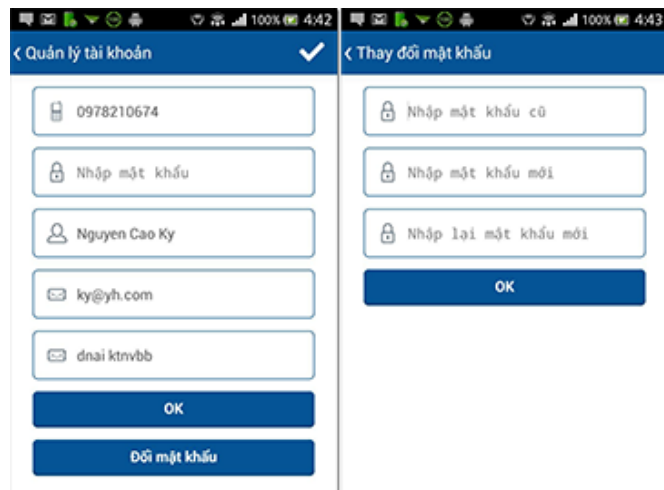 100% 4:42
Quản lý tài khoản
0978210674
Nhập mật khẩu
Nguyen Cao Ky
ky@yh.com
dnai ktnvbb
OK
Đổi mật khẩu
100% 4:43
Thay đổi mật khẩu
Nhập mật khẩu cũ
Nhập mật khẩu mới
Nhập lại mật khẩu mới
OK